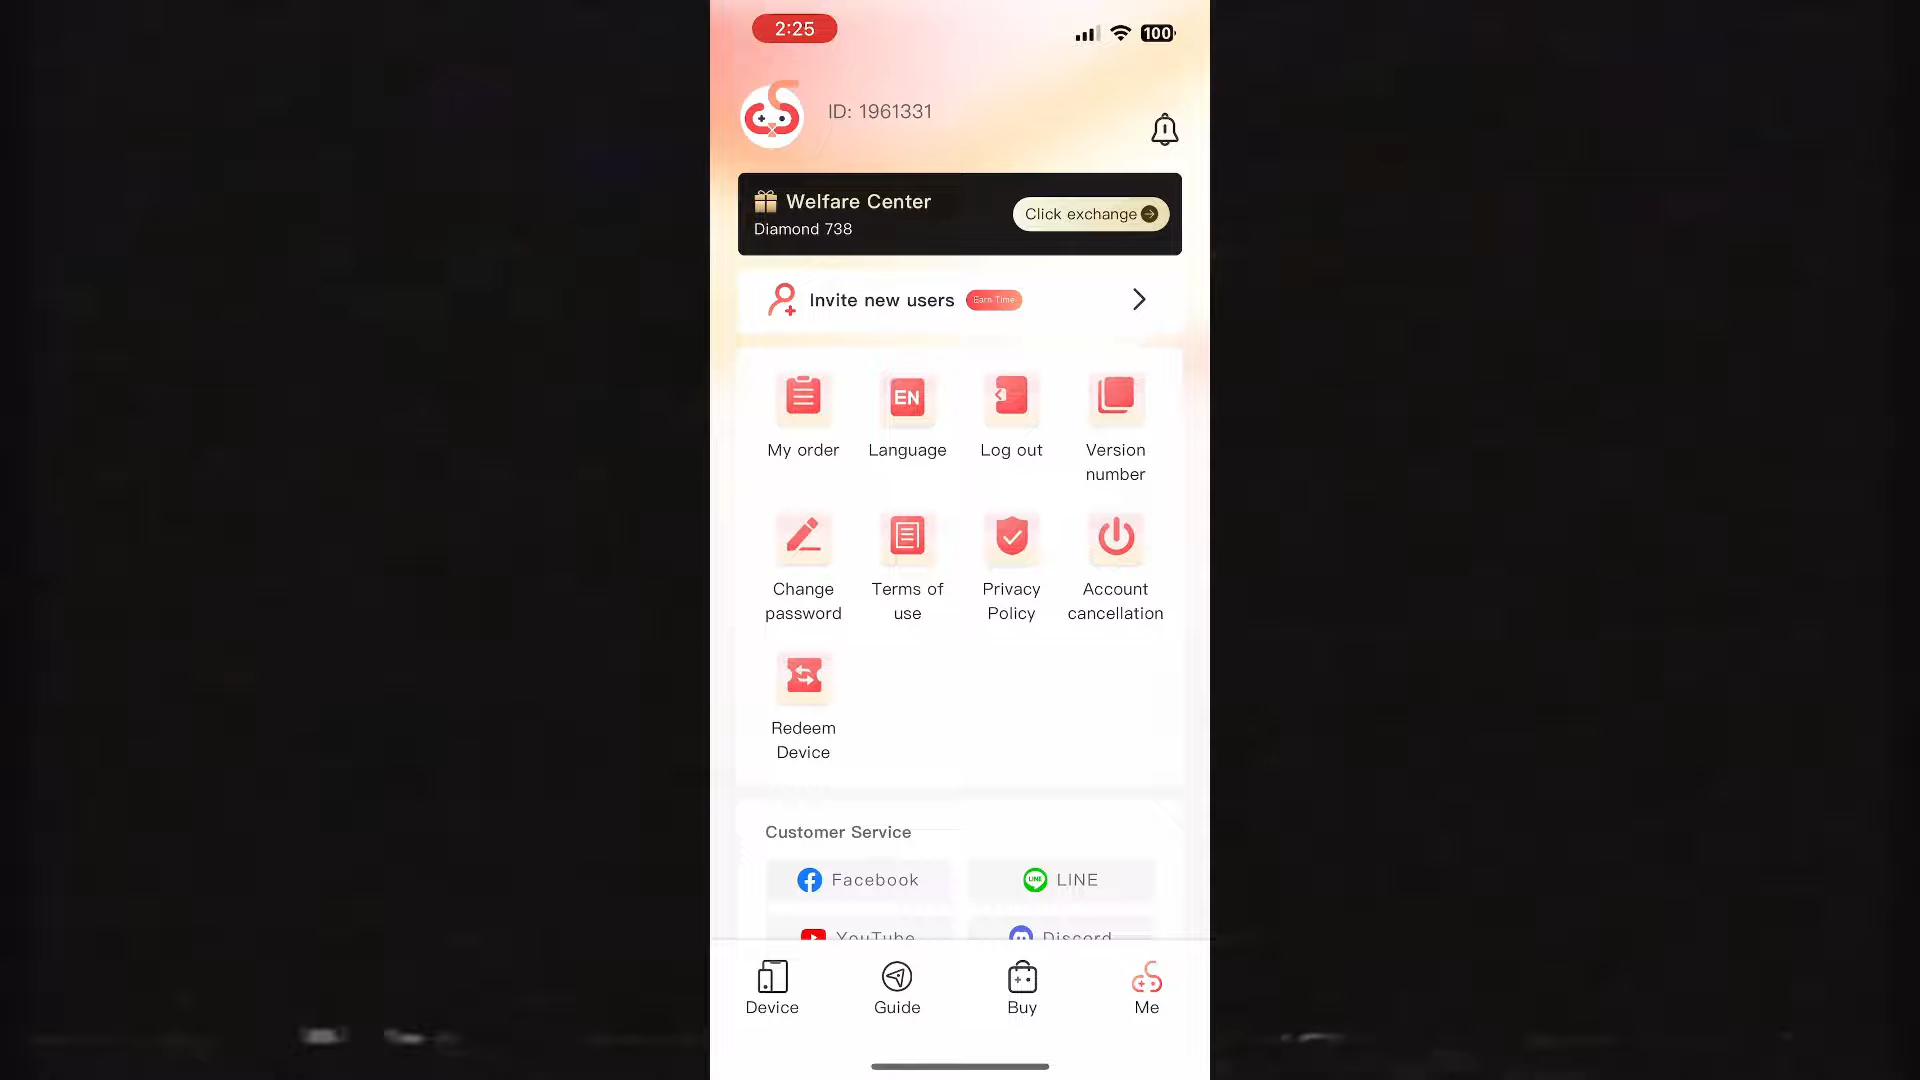 2:25
100
ID: 1961331
Welfare Center
Diamond 738
Click exchange
Invite new users
Earn Time
My order
EN
Language
Log out
Version
number
Change
password
Terms of
use
Privacy
Policy
Account
cancellation
Redeem
Device
Customer Service
Facebook
LINE
LINE
YouTube
Discord
Device
Guide
Buy
Me